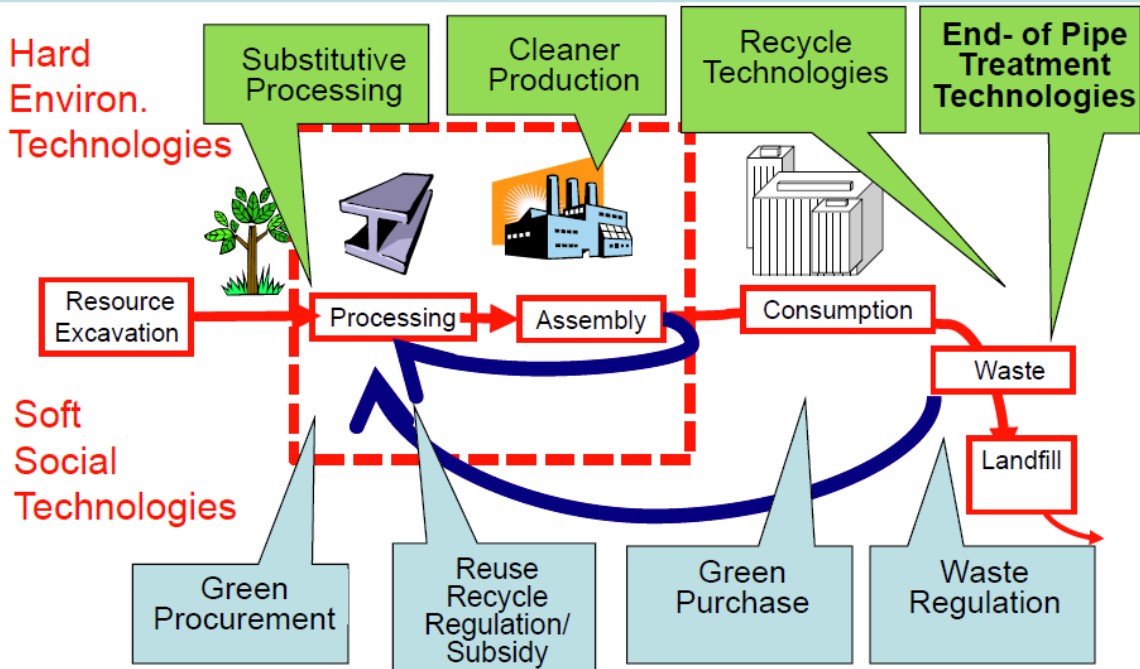 Hard
Environ.
Technologies
Substitutive
Processing
Cleaner
Production
Recycle
Technologies
End- of Pipe
Treatment
Technologies
Resource
Excavation
Processing
Assembly
Consumption
Waste
Landfill
Soft
Social
Technologies
Green
Procurement
Reuse
Recycle
Regulation/
Subsidy
Green
Purchase
Waste
Regulation